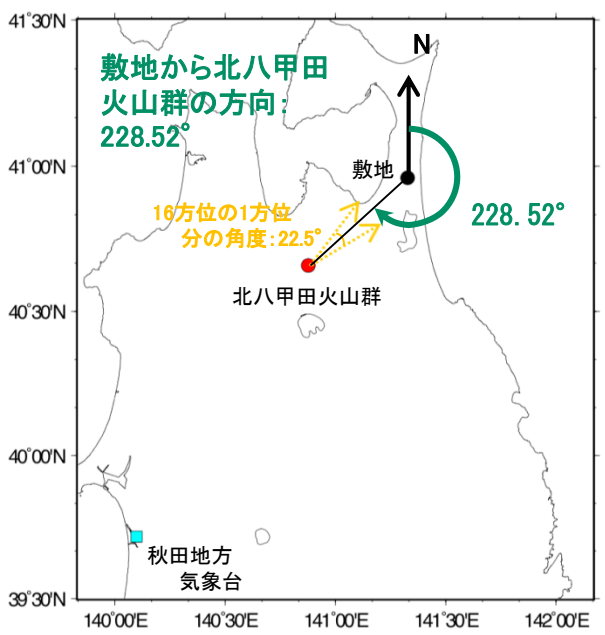 41°30'N
N
敷地から北八甲田
火山群の方向：
228.52°
41°00'N
敷地
16方位の1方位
分の角度：22.5°
228.52°
北八甲田火山群
40°30'N
40°00'N
秋田地方
気象台
39°30'N
140°00'E
140°30'E
141°00'E
141°30'E
142°00'E